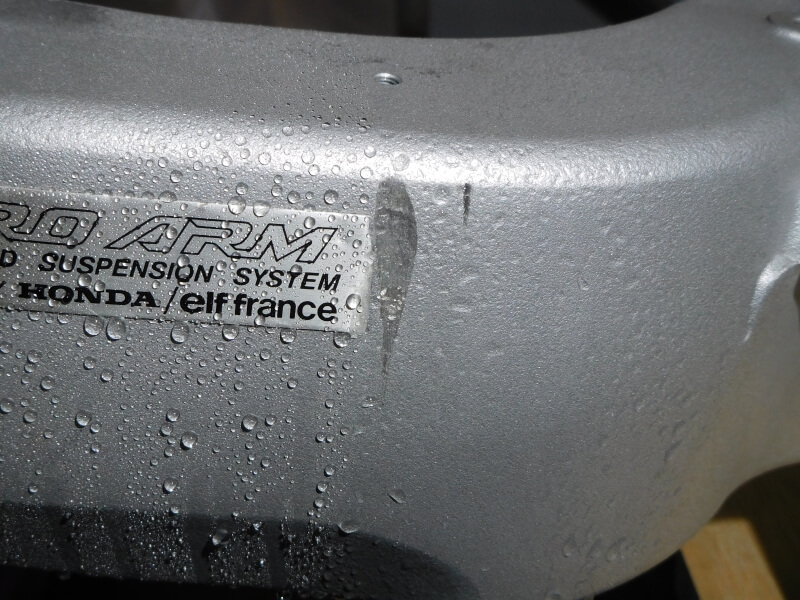 RO ARM
D SUSPENSION SYSTEM
Y HONDA/elf france